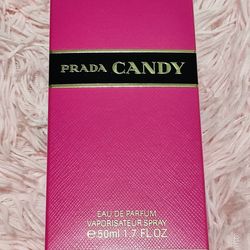 PRADA CANDY
EAU DE PARFUM
VAPORISATEUR SPRAY
℮50ml 1.7 FL.OZ